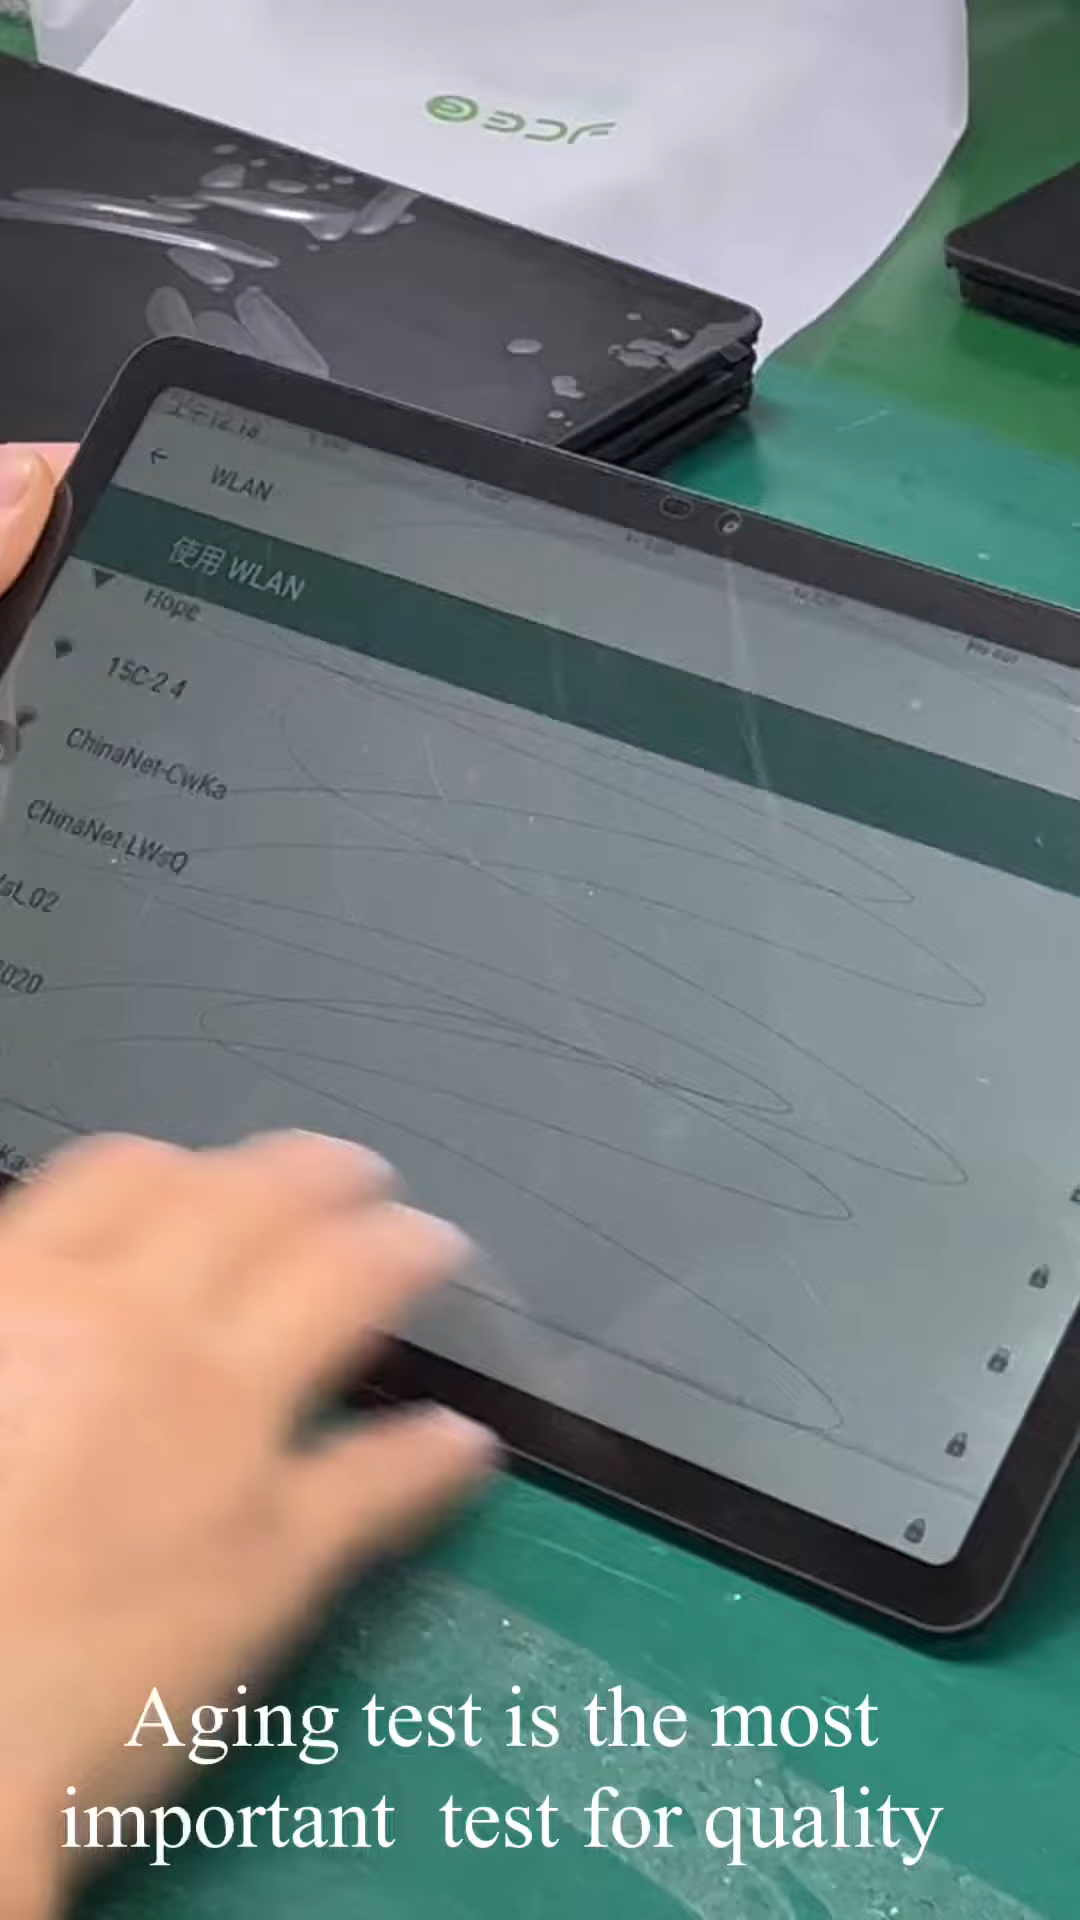 WLAN
使用 WLAN
Hope
15C-2.4
ChinaNet-CwKa
ChinaNet-LWsQ
020
Aging test is the most
important test for quality